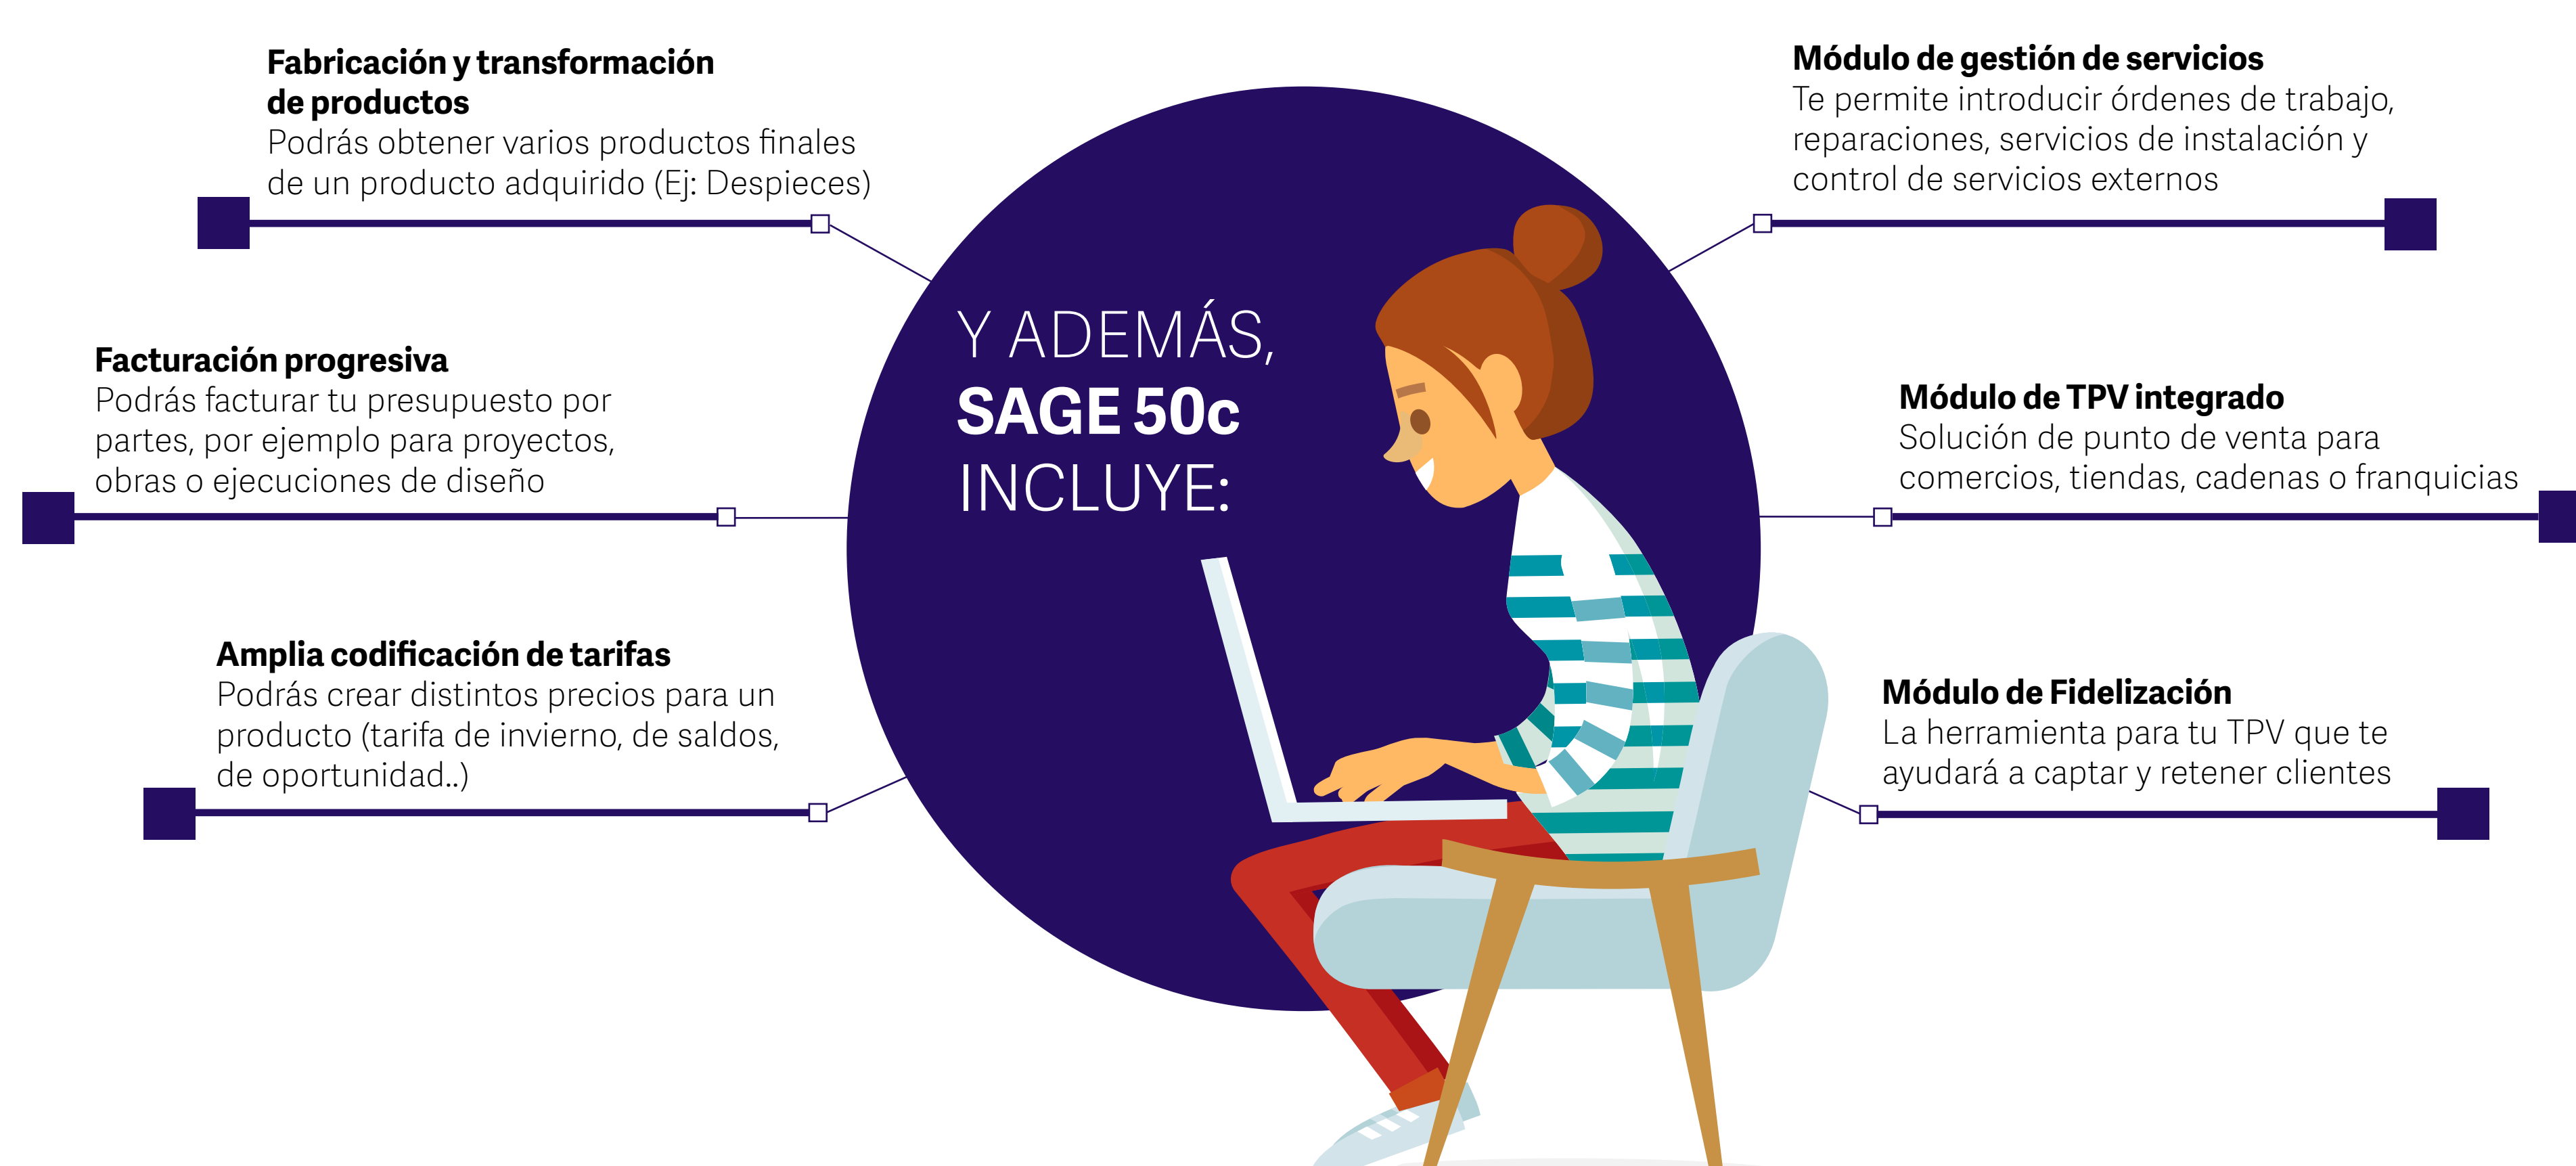 Fabricación y transformación
de productos
Podrás obtener varios productos finales
de un producto adquirido (Ej: Despieces)
Facturación progresiva
Podrás facturar tu presupuesto por
partes, por ejemplo para proyectos,
obras o ejecuciones de diseño
Amplia codificación de tarifas
Podrás crear distintos precios para un
producto (tarifa de invierno, de saldos,
de oportunidad..)
Y ADEMÁS,
SAGE 50c
INCLUYE:
Módulo de gestión de servicios
Te permite introducir órdenes de trabajo,
reparaciones, servicios de instalación y
control de servicios externos
Módulo de TPV integrado
Solución de punto de venta para
comercios, tiendas, cadenas o franquicias
Módulo de Fidelización
La herramienta para tu TPV que te
ayudará a captar y retener clientes